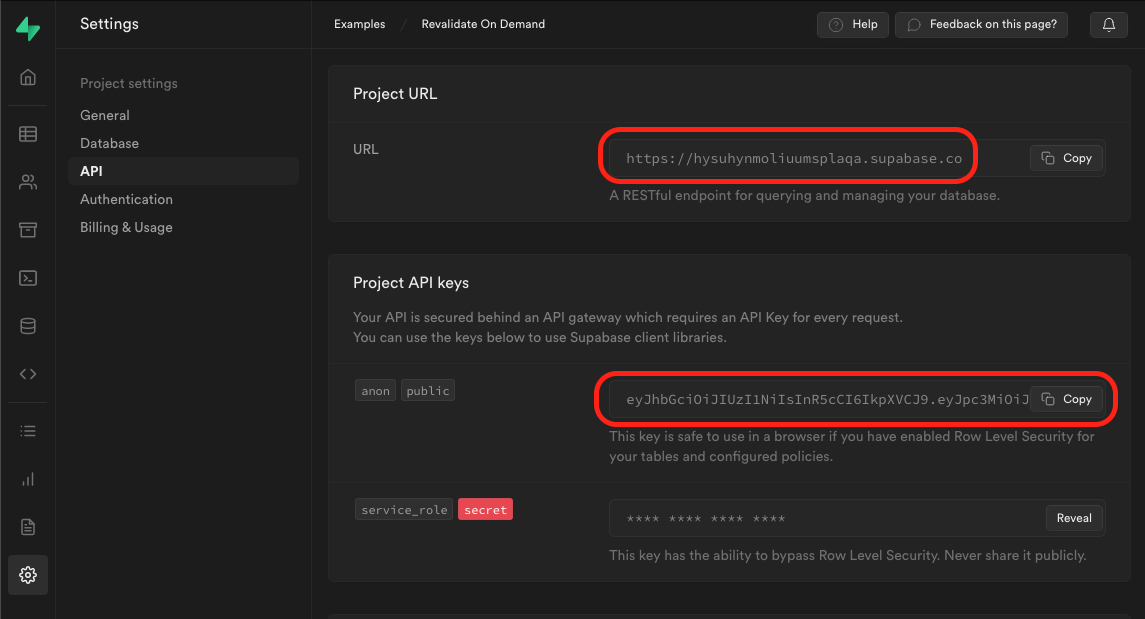 Settings
Examples / Revalidate On Demand
Help
Feedback on this page?
Project settings
General
Database
API
Authentication
Billing & Usage
Project URL
URL
https://hysuhynmoliuumsplaqa.supabase.co
Copy
A RESTful endpoint for querying and managing your database.
Project API keys
Your API is secured behind an API gateway which requires an API Key for every request.
You can use the keys below to use Supabase client libraries.
anon public
eyJhbGciOiJIUzI1NiIsInR5cCI6IkpXVCJ9.eyJpc3MiOiJ
Copy
This key is safe to use in a browser if you have enabled Row Level Security for
your tables and configured policies.
service_role secret
**** **** **** ****
Reveal
This key has the ability to bypass Row Level Security. Never share it publicly.